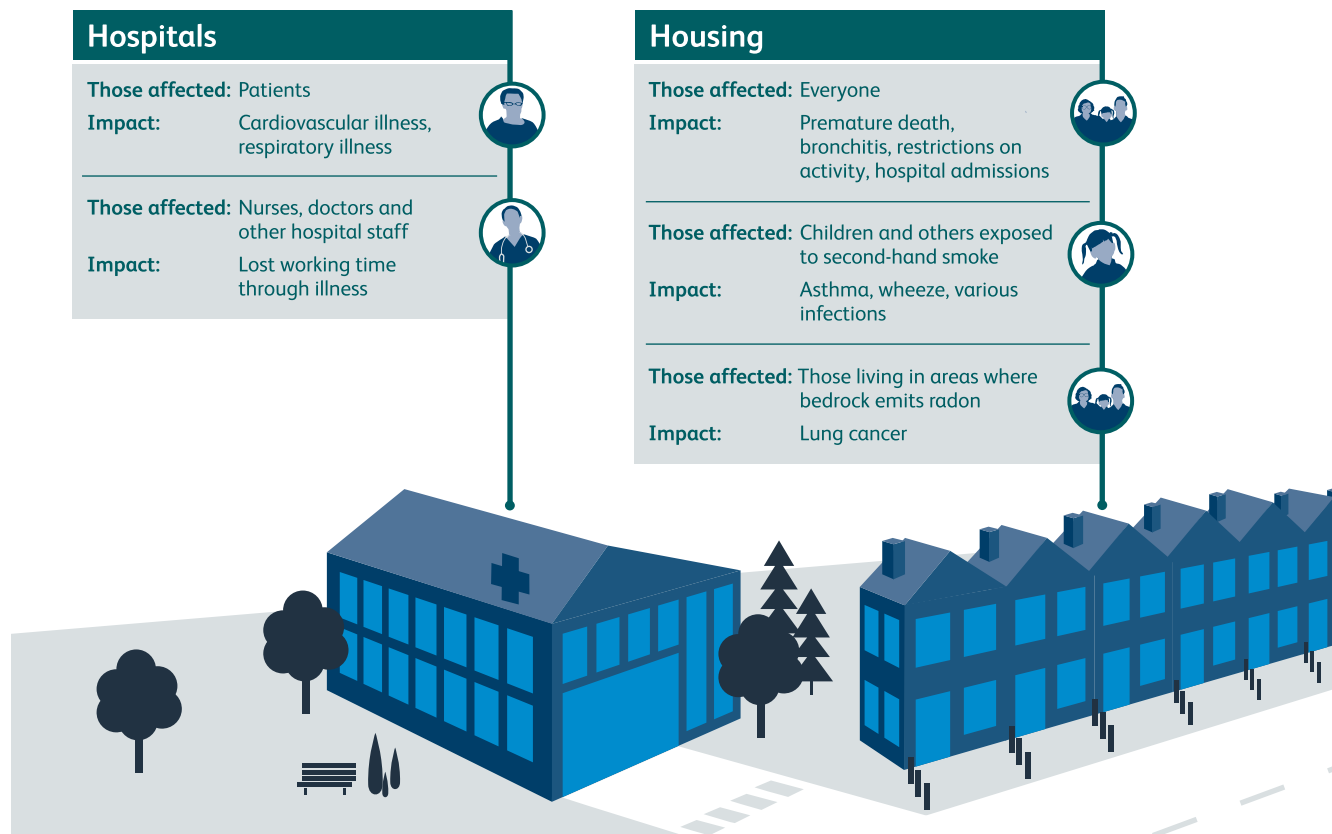 Hospitals
Those affected: Patients
Impact: Cardiovascular illness,
respiratory illness
Those affected: Nurses, doctors and
other hospital staff
Impact: Lost working time
through illness
Housing
Those affected: Everyone
Impact: Premature death,
bronchitis, restrictions on
activity, hospital admissions
Those affected: Children and others exposed
to second-hand smoke
Impact: Asthma, wheeze, various
infections
Those affected: Those living in areas where
bedrock emits radon
Impact: Lung cancer